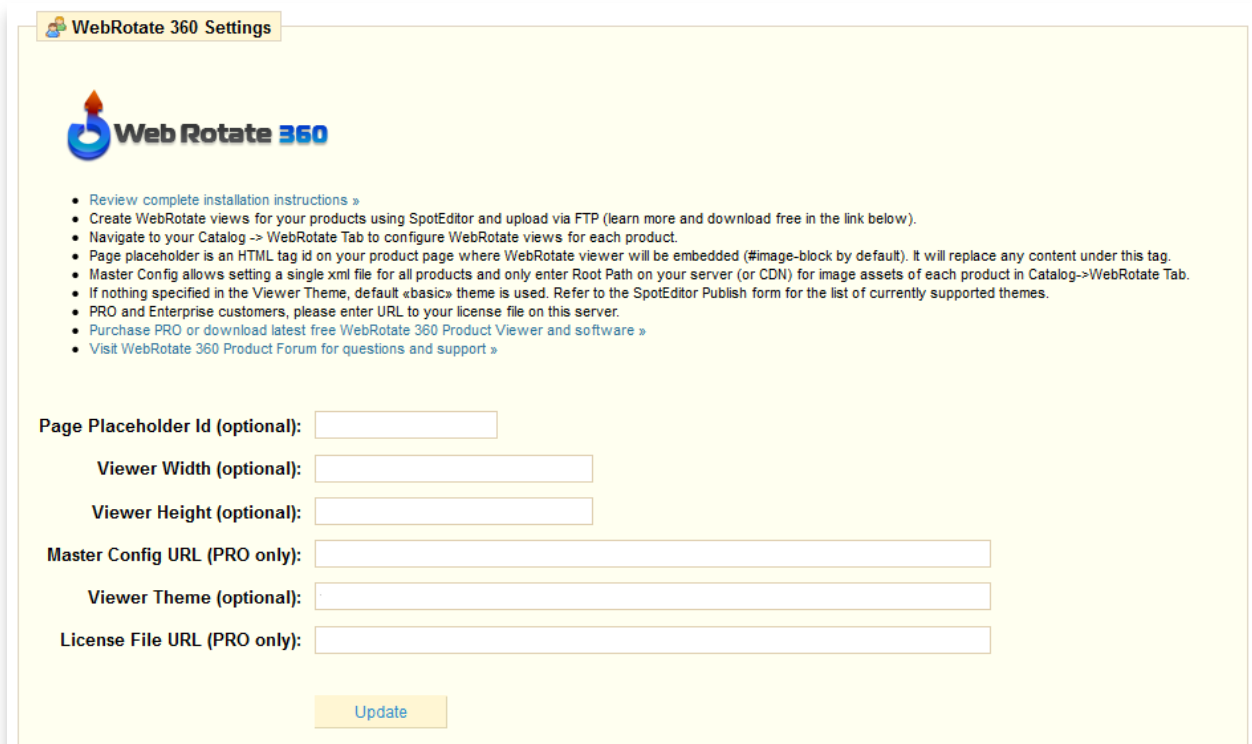 WebRotate 360 Settings
Web Rotate 360
Review complete installation instructions »
Create WebRotate views for your products using SpotEditor and upload via FTP (learn more and download free in the link below).
Navigate to your Catalog -> WebRotate Tab to configure WebRotate views for each product.
Page placeholder is an HTML tag id on your product page where WebRotate viewer will be embedded (#image-block by default). It will replace any content under this tag.
Master Config allows setting a single xml file for all products and only enter Root Path on your server (or CDN) for image assets of each product in Catalog->WebRotate Tab.
If nothing specified in the Viewer Theme, default «basic» theme is used. Refer to the SpotEditor Publish form for the list of currently supported themes.
PRO and Enterprise customers, please enter URL to your license file on this server.
Purchase PRO or download latest free WebRotate 360 Product Viewer and software »
Visit WebRotate 360 Product Forum for questions and support »
Page Placeholder Id (optional):
Viewer Width (optional):
Viewer Height (optional):
Master Config URL (PRO only):
Viewer Theme (optional):
License File URL (PRO only):
Update